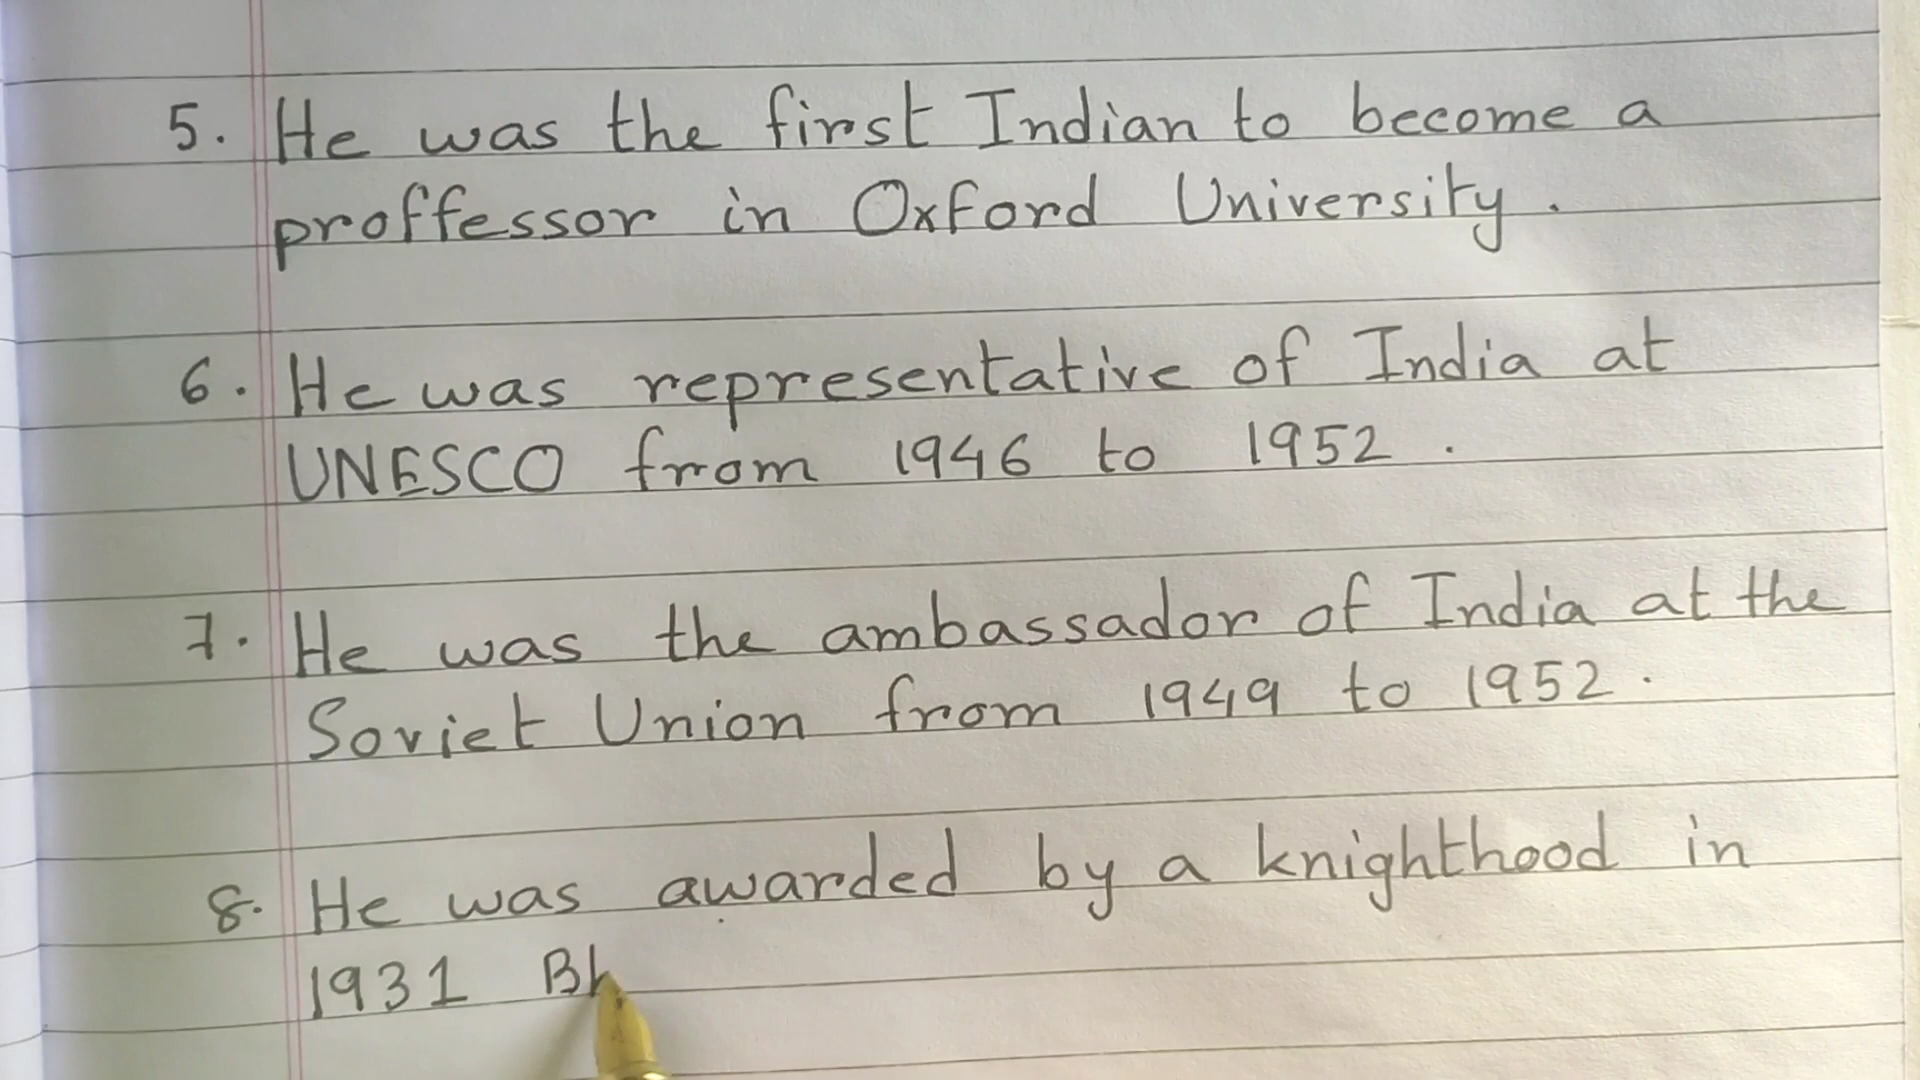 5. He was the first Indian to become a
proffessor in Oxford University.
6. He was representative of India at
UNESCO from 1946 to 1952.
7. He was the ambassador of India at the
Soviet Union from 1949 to 1952.
8. He was awarded by a knighthood in
1931 Bh